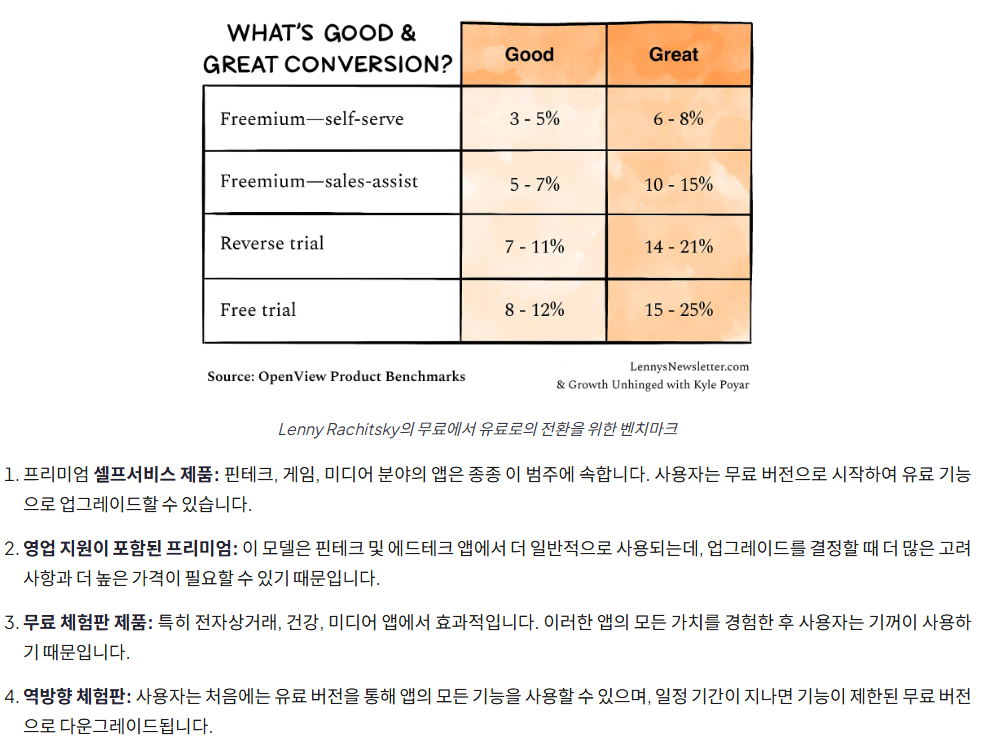 WHAT'S GOOD &
GREAT CONVERSION?
Good
Great
Freemium—self-serve
3 - 5%
6 - 8%
Freemium—sales-assist
5 - 7%
10 - 15%
Reverse trial
7 - 11%
14 - 21%
Free trial
8 - 12%
15 - 25%
Source: OpenView Product Benchmarks
LennysNewsletter.com
& Growth Unhinged with Kyle Poyar
Lenny Rachitsky의 무료에서 유료로의 전환을 위한 벤치마크
1. 프리미엄 셀프서비스 제품: 핀테크, 게임, 미디어 분야의 앱은 종종 이 범주에 속합니다. 사용자는 무료 버전으로 시작하여 유료 기능
으로 업그레이드할 수 있습니다.
2. 영업 지원이 포함된 프리미엄: 이 모델은 핀테크 및 에드테크 앱에서 더 일반적으로 사용되는데, 업그레이드를 결정할 때 더 많은 고려
사항과 더 높은 가격이 필요할 수 있기 때문입니다.
3. 무료 체험판 제품: 특히 전자상거래, 건강, 미디어 앱에서 효과적입니다. 이러한 앱의 모든 가치를 경험한 후 사용자는 기꺼이 사용하
기 때문입니다.
4. 역방향 체험판: 사용자는 처음에는 유료 버전을 통해 앱의 모든 기능을 사용할 수 있으며, 일정 기간이 지나면 기능이 제한된 무료 버전
으로 다운그레이드됩니다.